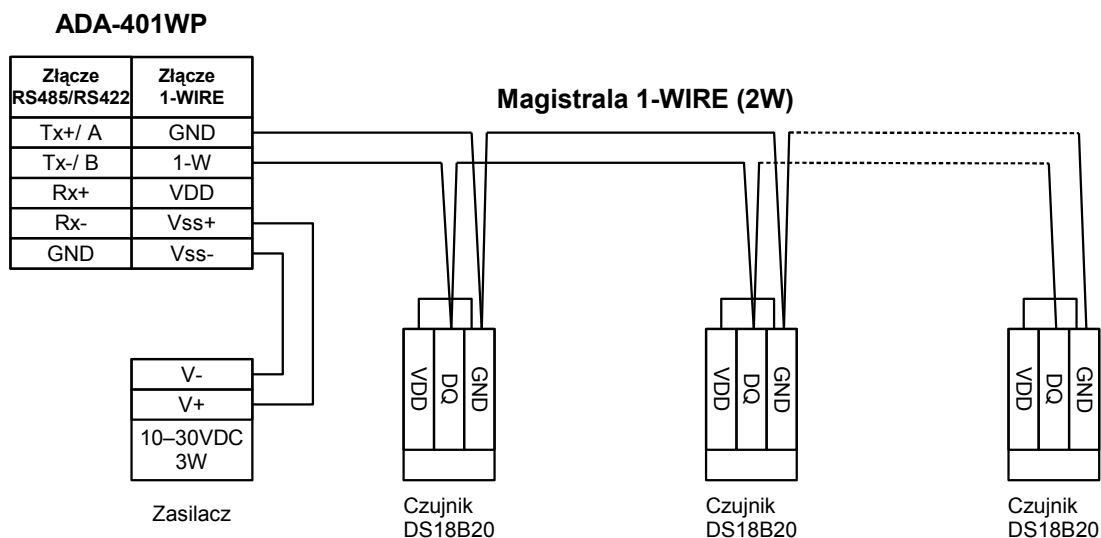 ADA-401WP
Złącze RS485/RS422
Złącze 1-WIRE
Tx+/ A GND
Tx-/ B 1-W
Rx+ VDD
Rx- Vss+
GND Vss-
Magistrala 1-WIRE (2W)
V-
V+
10–30VDC
3W
Zasilacz
VDD
DQ
GND
Czujnik
DS18B20
VDD
DQ
GND
Czujnik
DS18B20
VDD
DQ
GND
Czujnik
DS18B20